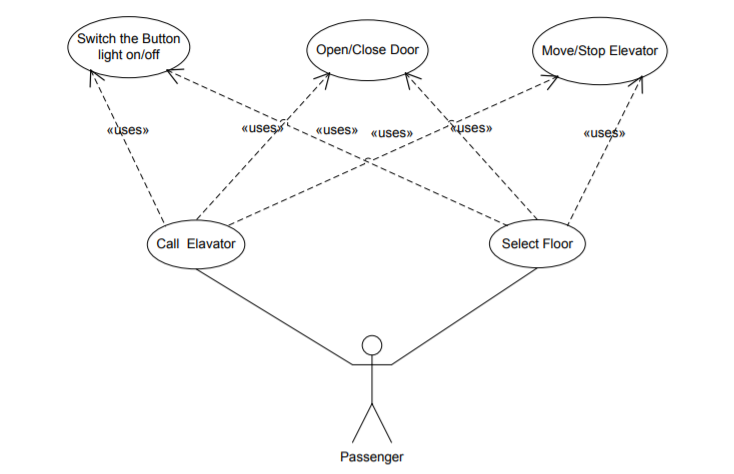 Switch the Button
light on/off
Open/Close Door
Move/Stop Elevator
«uses»
«uses»
«uses»
«uses»
«uses»
«uses»
Call Elavator
Select Floor
Passenger